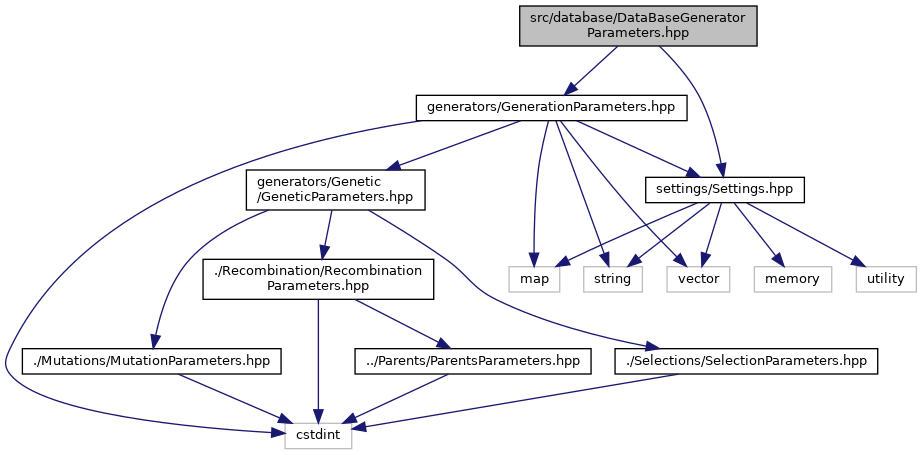 src/database/DataBaseGenerator
Parameters.hpp
generators/GenerationParameters.hpp
generators/Genetic
/GeneticParameters.hpp
settings/Settings.hpp
./Recombination/Recombination
Parameters.hpp
map
string
vector
memory
utility
./Mutations/MutationParameters.hpp
../Parents/ParentsParameters.hpp
./Selections/SelectionParameters.hpp
cstdint